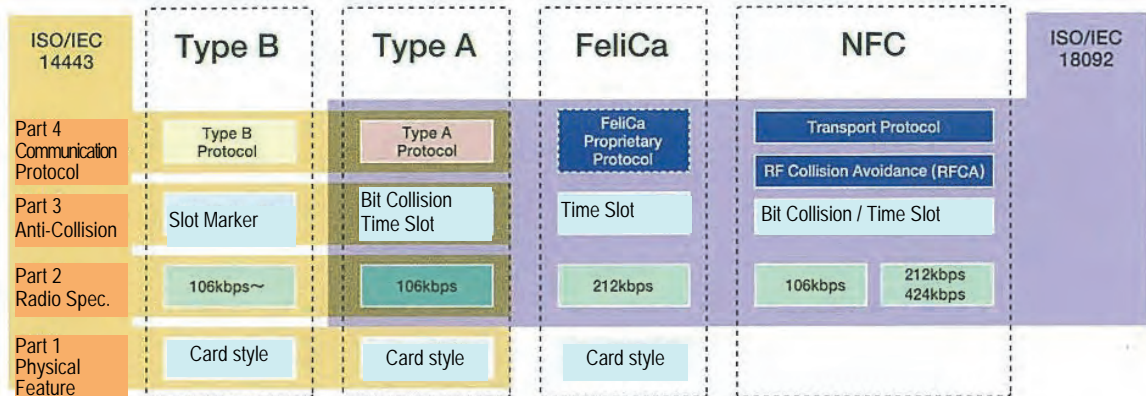 ISO/IEC
14443
Type B
Type A
FeliCa
NFC
ISO/IEC
18092
Part 4
Communication
Protocol
Type B
Protocol
Type A
Protocol
FeliCa
Proprietary
Protocol
Transport Protocol
RF Collision Avoidance (RFCA)
Part 3
Anti-Collision
Slot Marker
Bit Collision
Time Slot
Time Slot
Bit Collision / Time Slot
Part 2
Radio Spec.
106kbps~
106kbps
212kbps
106kbps
212kbps
424kbps
Part 1
Physical
Feature
Card style
Card style
Card style